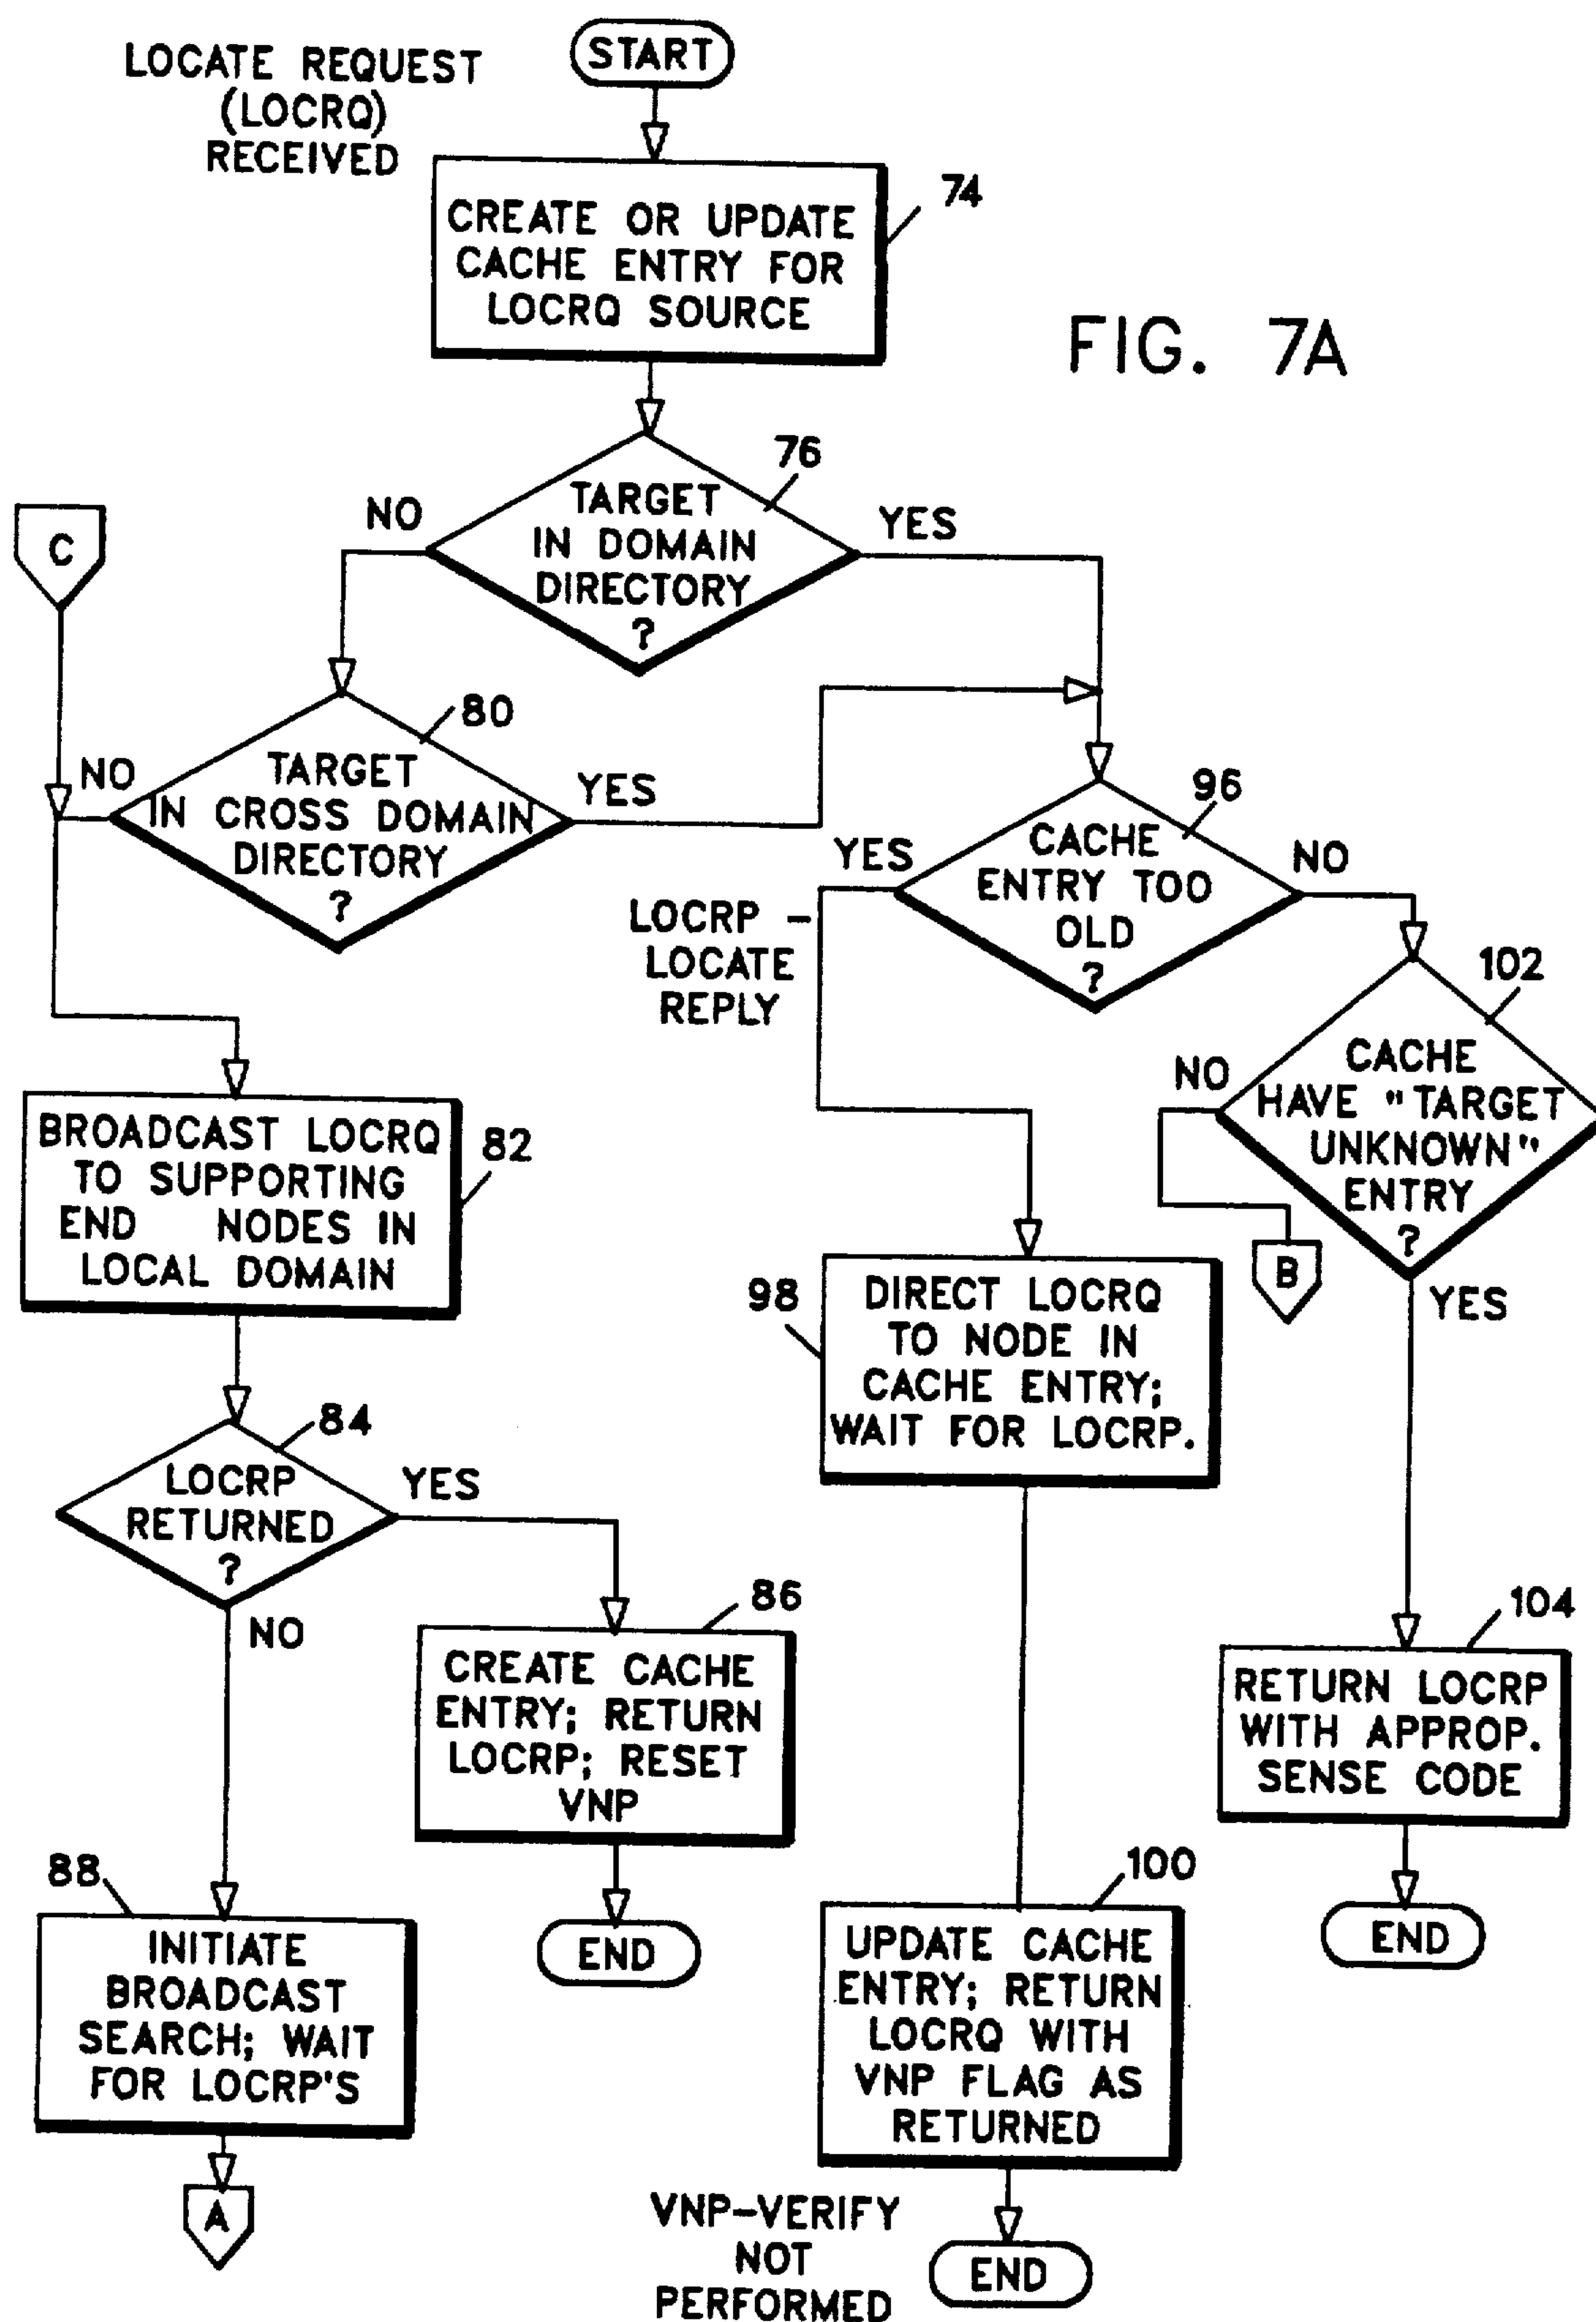 LOCATE REQUEST
(LOCRQ)
RECEIVED
START
74
CREATE OR UPDATE
CACHE ENTRY FOR
LOCRQ SOURCE
FIG. 7A
76
NO
TARGET
IN DOMAIN
DIRECTORY
?
YES
C
80
NO
TARGET
IN CROSS DOMAIN
DIRECTORY
?
YES
96
YES
CACHE
ENTRY TOO
OLD
?
NO
LOCRP -
LOCATE
REPLY
102
NO
CACHE
HAVE "TARGET
UNKNOWN"
ENTRY
?
YES
B
BROADCAST LOCRQ
TO SUPPORTING
END NODES IN
LOCAL DOMAIN
82
98
DIRECT LOCRQ
TO NODE IN
CACHE ENTRY;
WAIT FOR LOCRP.
84
LOCRP
RETURNED
?
YES
NO
86
CREATE CACHE
ENTRY; RETURN
LOCRP; RESET
VNP
END
104
RETURN LOCRP
WITH APPROP.
SENSE CODE
END
88
INITIATE
BROADCAST
SEARCH; WAIT
FOR LOCRP'S
A
100
UPDATE CACHE
ENTRY; RETURN
LOCRQ WITH
VNP FLAG AS
RETURNED
VNP-VERIFY
NOT
PERFORMED
END